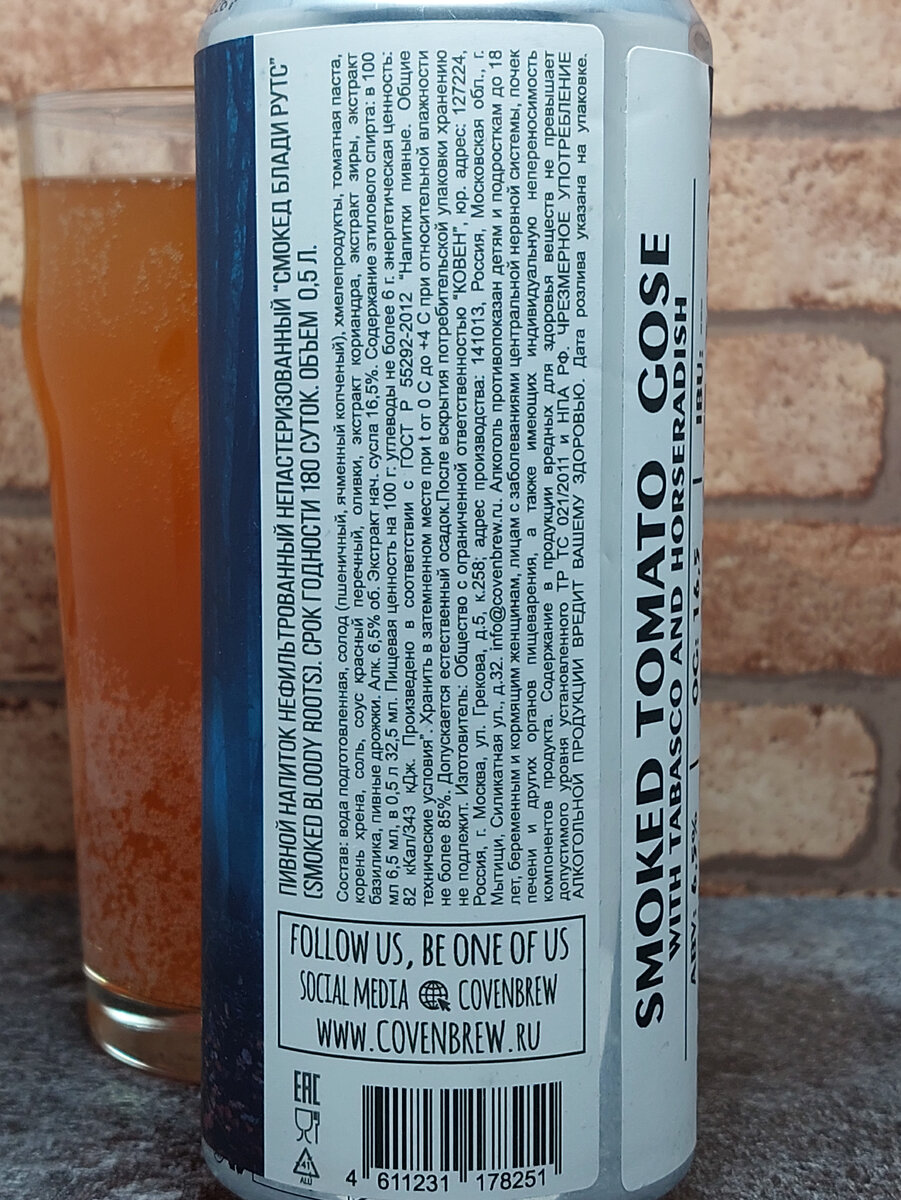 ПИВНОЙ НАПИТОК НЕФИЛЬТРОВАННЫЙ НЕПАСТЕРИЗОВАННЫЙ "СМОКЕД БЛАДИ РУТС"
(SMOKED BLOODY ROOTS). СРОК ГОДНОСТИ 180 СУТОК. ОБЪЕМ 0,5 Л.
Состав: вода подготовленная, солод (пшеничный, ячменный копченый), хмелепродукты, томатная паста,
корень хрена, соль, соус красный перечный, оливки, экстракт кориандра, экстракт зиры, экстракт
базилика, пивные дрожжи. Алк. 6,5% об. Экстракт нач. сусла 16,5%. Содержание этилового спирта: в 100
мл 6,5 мл, в 0,5 л 32,5 мл. Пищевая ценность на 100 г: углеводы не более 6 г. энергетическая ценность:
82 кКал/343 кДж. Произведено в соответствии с ГОСТ Р 55292-2012 "Напитки пивные. Общие
технические условия". Хранить в затемненном месте при t от 0 С до +4 С при относительной влажности
не более 85%. Допускается естественный осадок.После вскрытия потребительской упаковки хранению
не подлежит. Изготовитель: Общество с ограниченной ответственностью "КОВЕН", юр. адрес: 127224,
Россия, г. Москва, ул. Грекова, д.5, к.258; адрес производства: 141013, Россия, Московская обл., г.
Мытищи, Силикатная ул., д.32. info@covenbrew.ru. Алкоголь противопоказан детям и подросткам до 18
лет, беременным и кормящим женщинам, лицам с заболеваниями центральной нервной системы, почек
печени и других органов пищеварения, а также имеющих индивидуальную непереносимость
компонентов продукта. Содержание в продукции вредных для здоровья веществ не превышает
допустимого уровня установленного ТР ТС 021/2011 и НПА РФ. ЧРЕЗМЕРНОЕ УПОТРЕБЛЕНИЕ
АЛКОГОЛЬНОЙ ПРОДУКЦИИ ВРЕДИТ ВАШЕМУ ЗДОРОВЬЮ. Дата розлива указана на упаковке.
FOLLOW US, BE ONE OF US
SOCIAL MEDIA COVENBREW
WWW.COVENBREW.RU
EAC
41
ALU
4 611231 178251
SMOKED TOMATO GOSE
WITH TABASCO AND HORSERADISH
ABV: 6.5% | OG: 16.5 | IBU: --